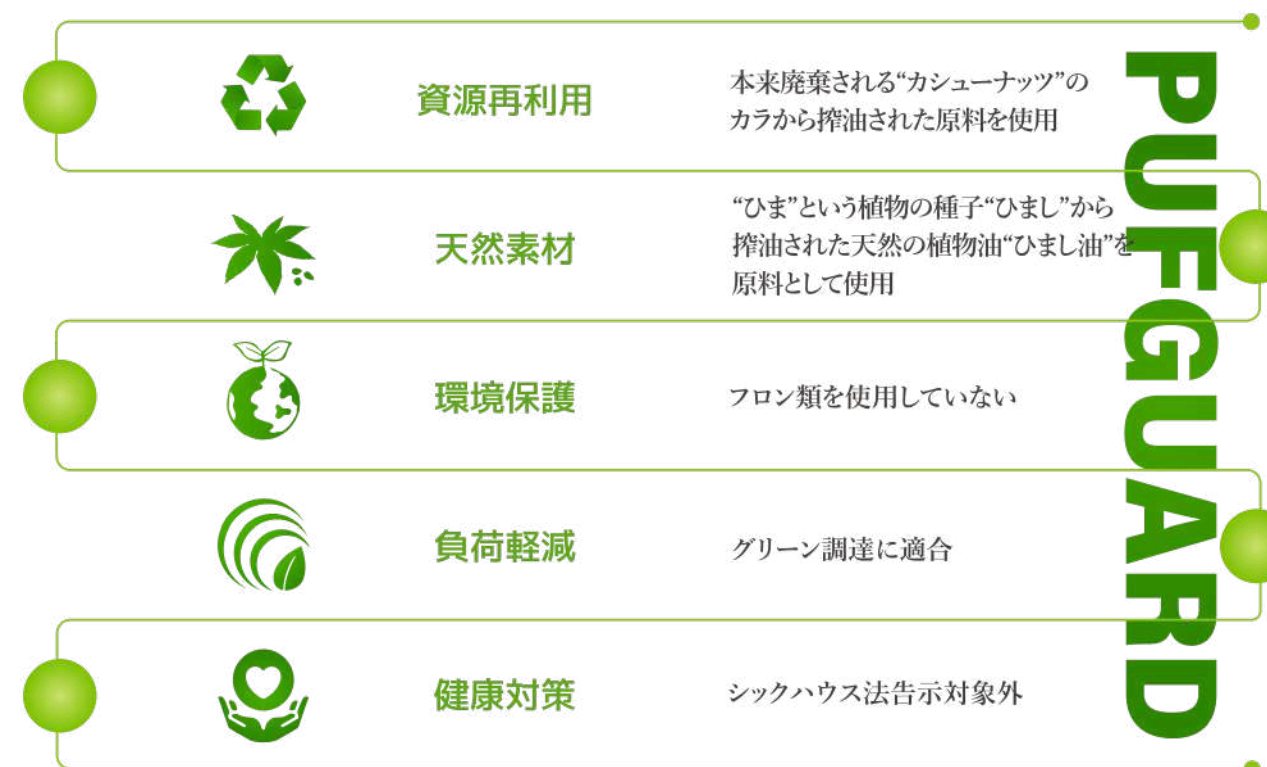 資源再利用
本来廃棄される“カシューナッツ”の
カラから搾油された原料を使用
天然素材
“ひま”という植物の種子“ひまし”から
搾油された天然の植物油“ひまし油”を
原料として使用
環境保護
フロン類を使用していない
負荷軽減
グリーン調達に適合
健康対策
シックハウス法告示対象外
PUFGUARD